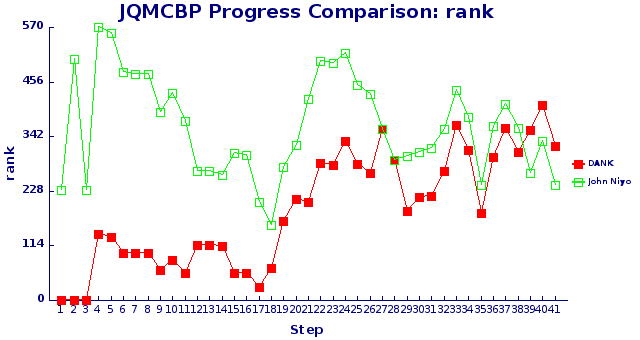 JQMCBP Progress Comparison: rank
570
456
342
228
114
0
rank
1 2 3 4 5 6 7 8 9 10 11 12 13 14 15 16 17 18 19 20 21 22 23 24 25 26 27 28 29 30 31 32 33 34 35 36 37 38 39 40 41
Step
DANK
John Niyo